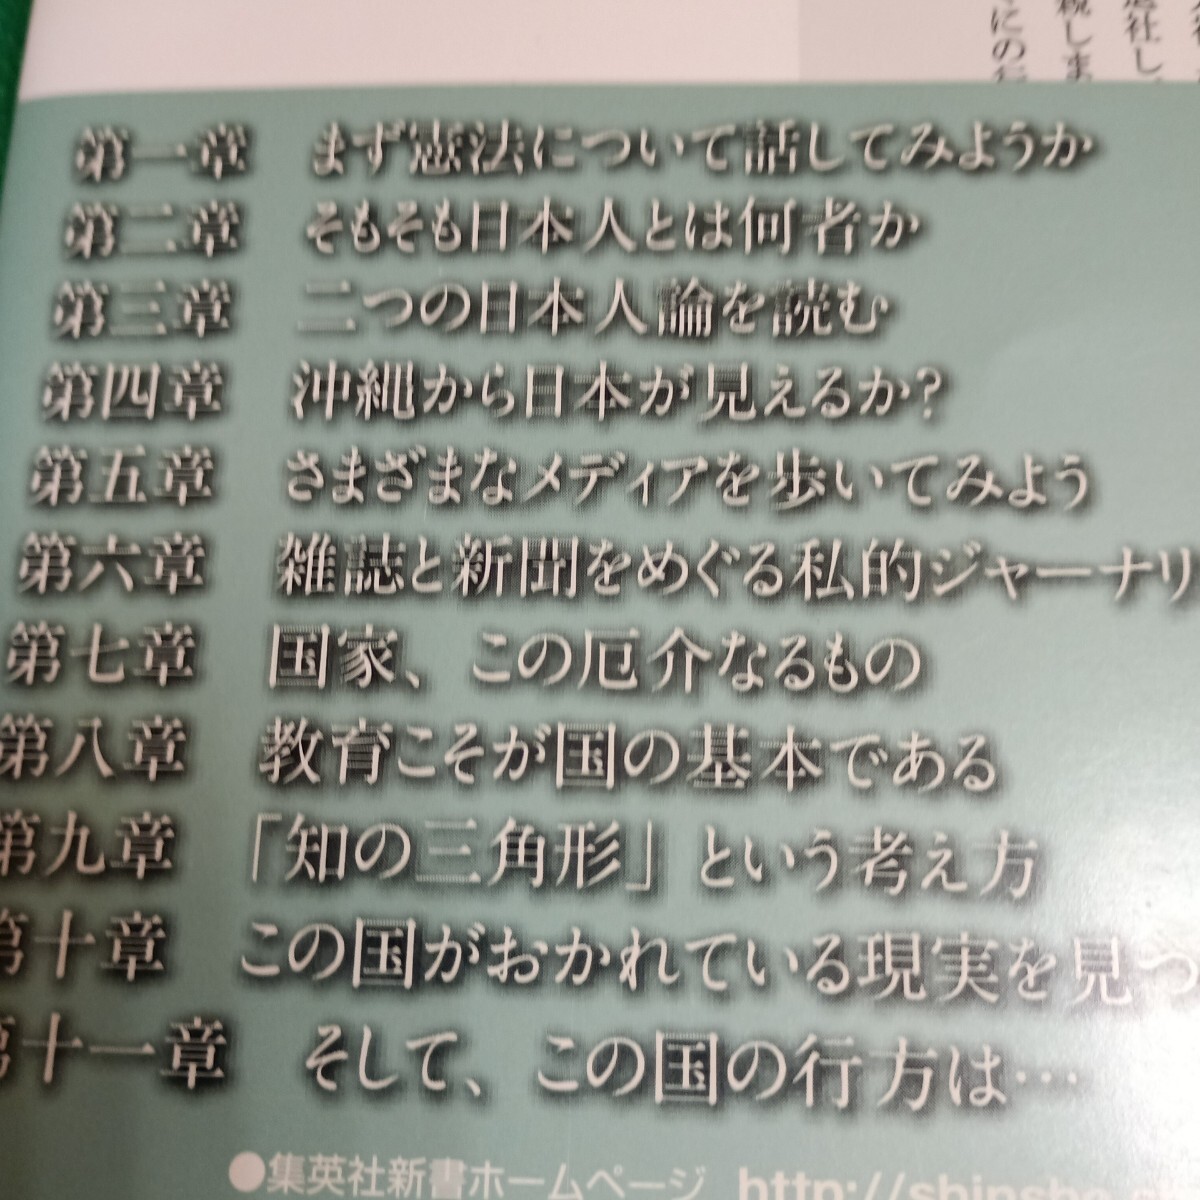 第一章 まず憲法について話してみようか
第二章 そもそも日本人とは何者か
第三章 二つの日本人論を読む
第四章 沖縄から日本が見えるか?
第五章 さまざまなメディアを歩いてみよう
第六章 雑誌と新聞をめぐる私的ジャーナリ
第七章 国家、この厄介なるもの
第八章 教育こそが国の基本である
第九章 「知の三角形」という考え方
第十章 この国がおかれている現実を見つ
第十一章 そして、この国の行方は…
●集英社新書ホームページ http://shinsho